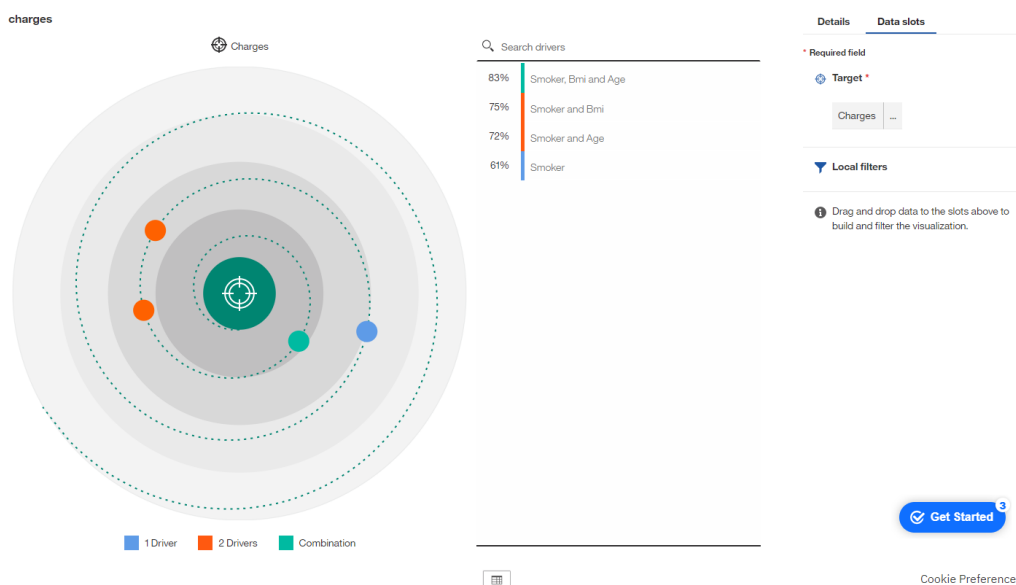 charges
Charges
1 Driver
2 Drivers
Combination
Search drivers
83% Smoker, Bmi and Age
75% Smoker and Bmi
72% Smoker and Age
61% Smoker
Details Data slots
* Required field
Target *
Charges ...
Local filters
Drag and drop data to the slots above to
build and filter the visualization.
Get Started 3
Cookie Preference